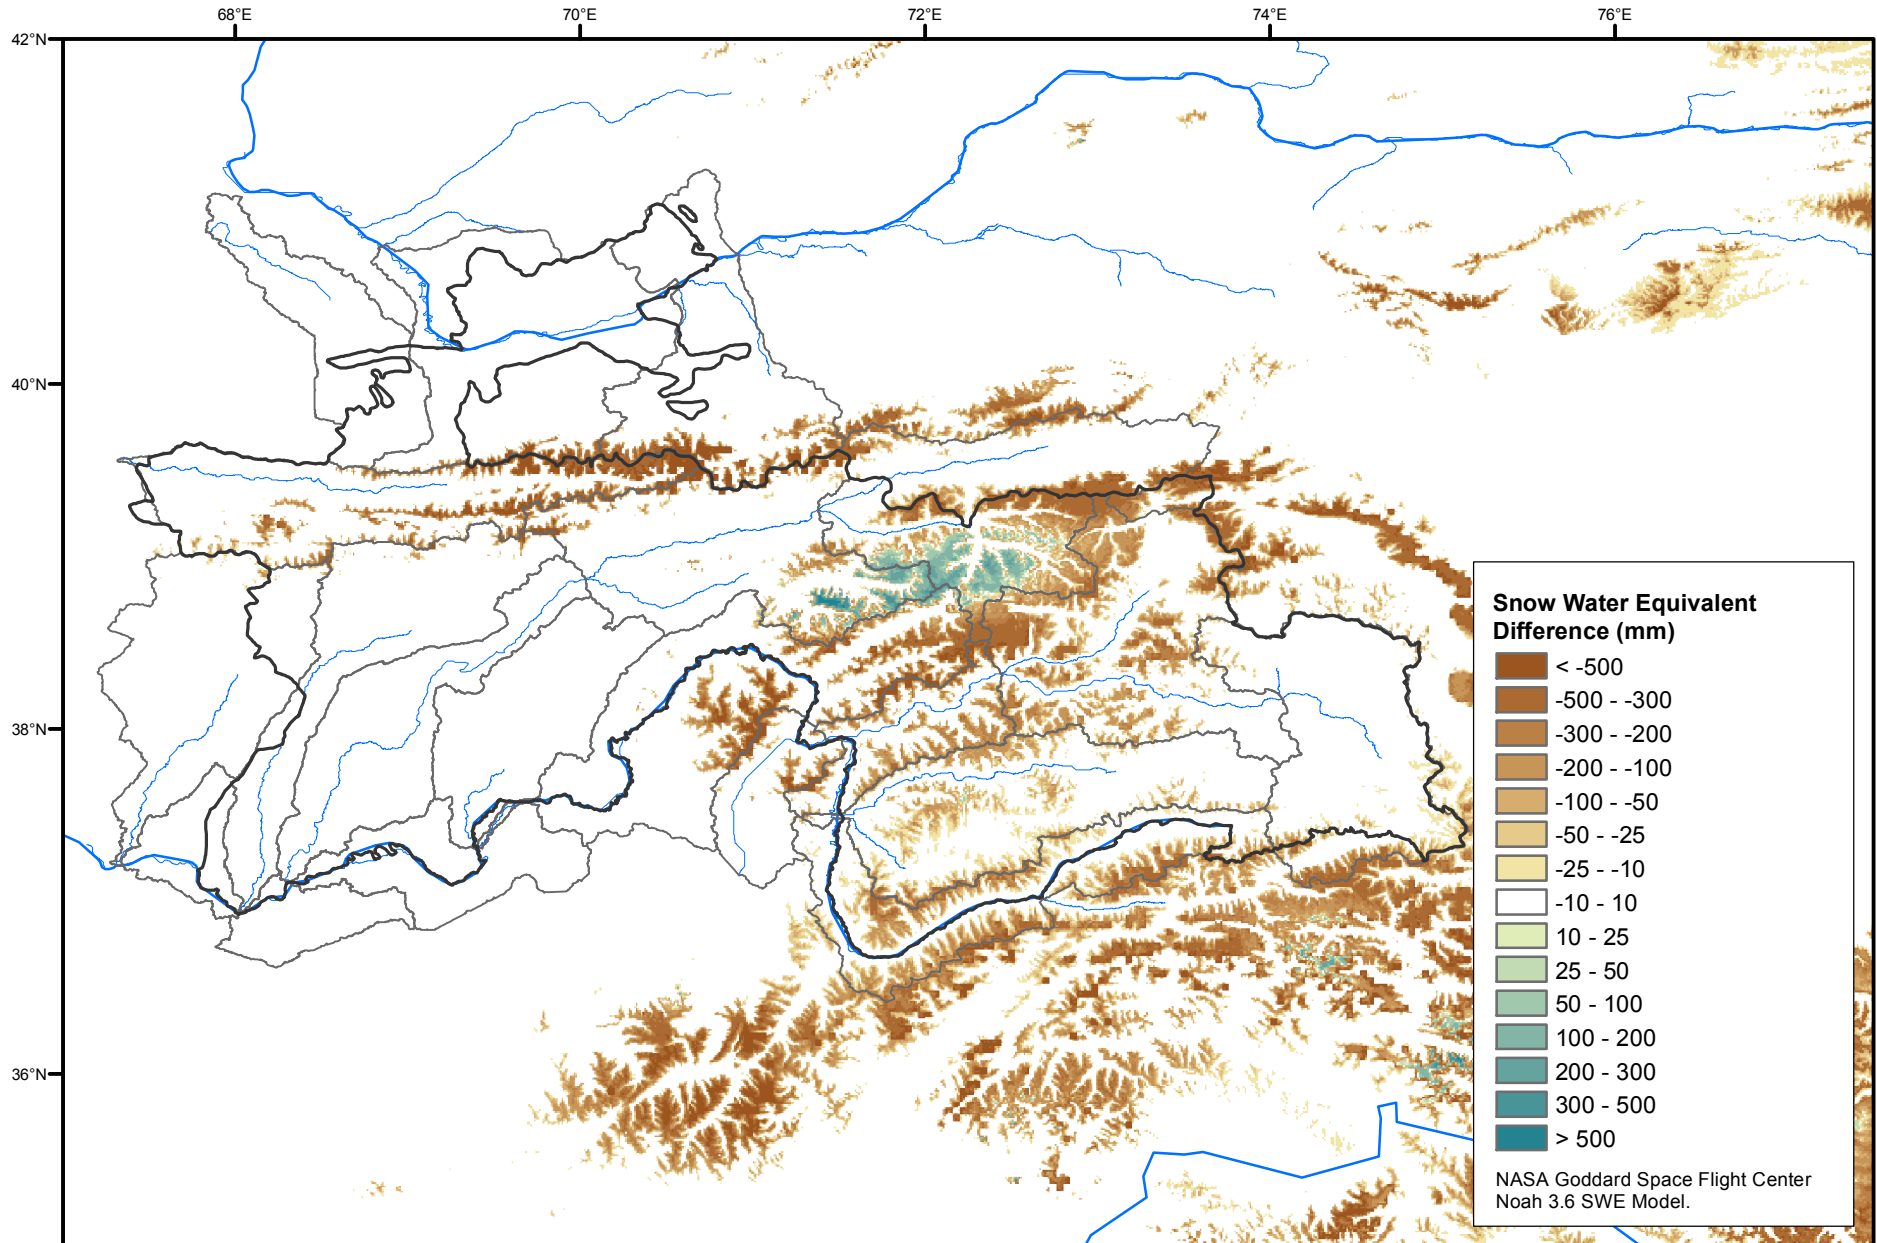 68°E 70°E 72°E 74°E 76°E
42°N
40°N
38°N
36°N
Snow Water Equivalent
Difference (mm)
< -500
-500 - -300
-300 - -200
-200 - -100
-100 - -50
-50 - -25
-25 - -10
-10 - 10
10 - 25
25 - 50
50 - 100
100 - 200
200 - 300
300 - 500
> 500
NASA Goddard Space Flight Center
Noah 3.6 SWE Model.